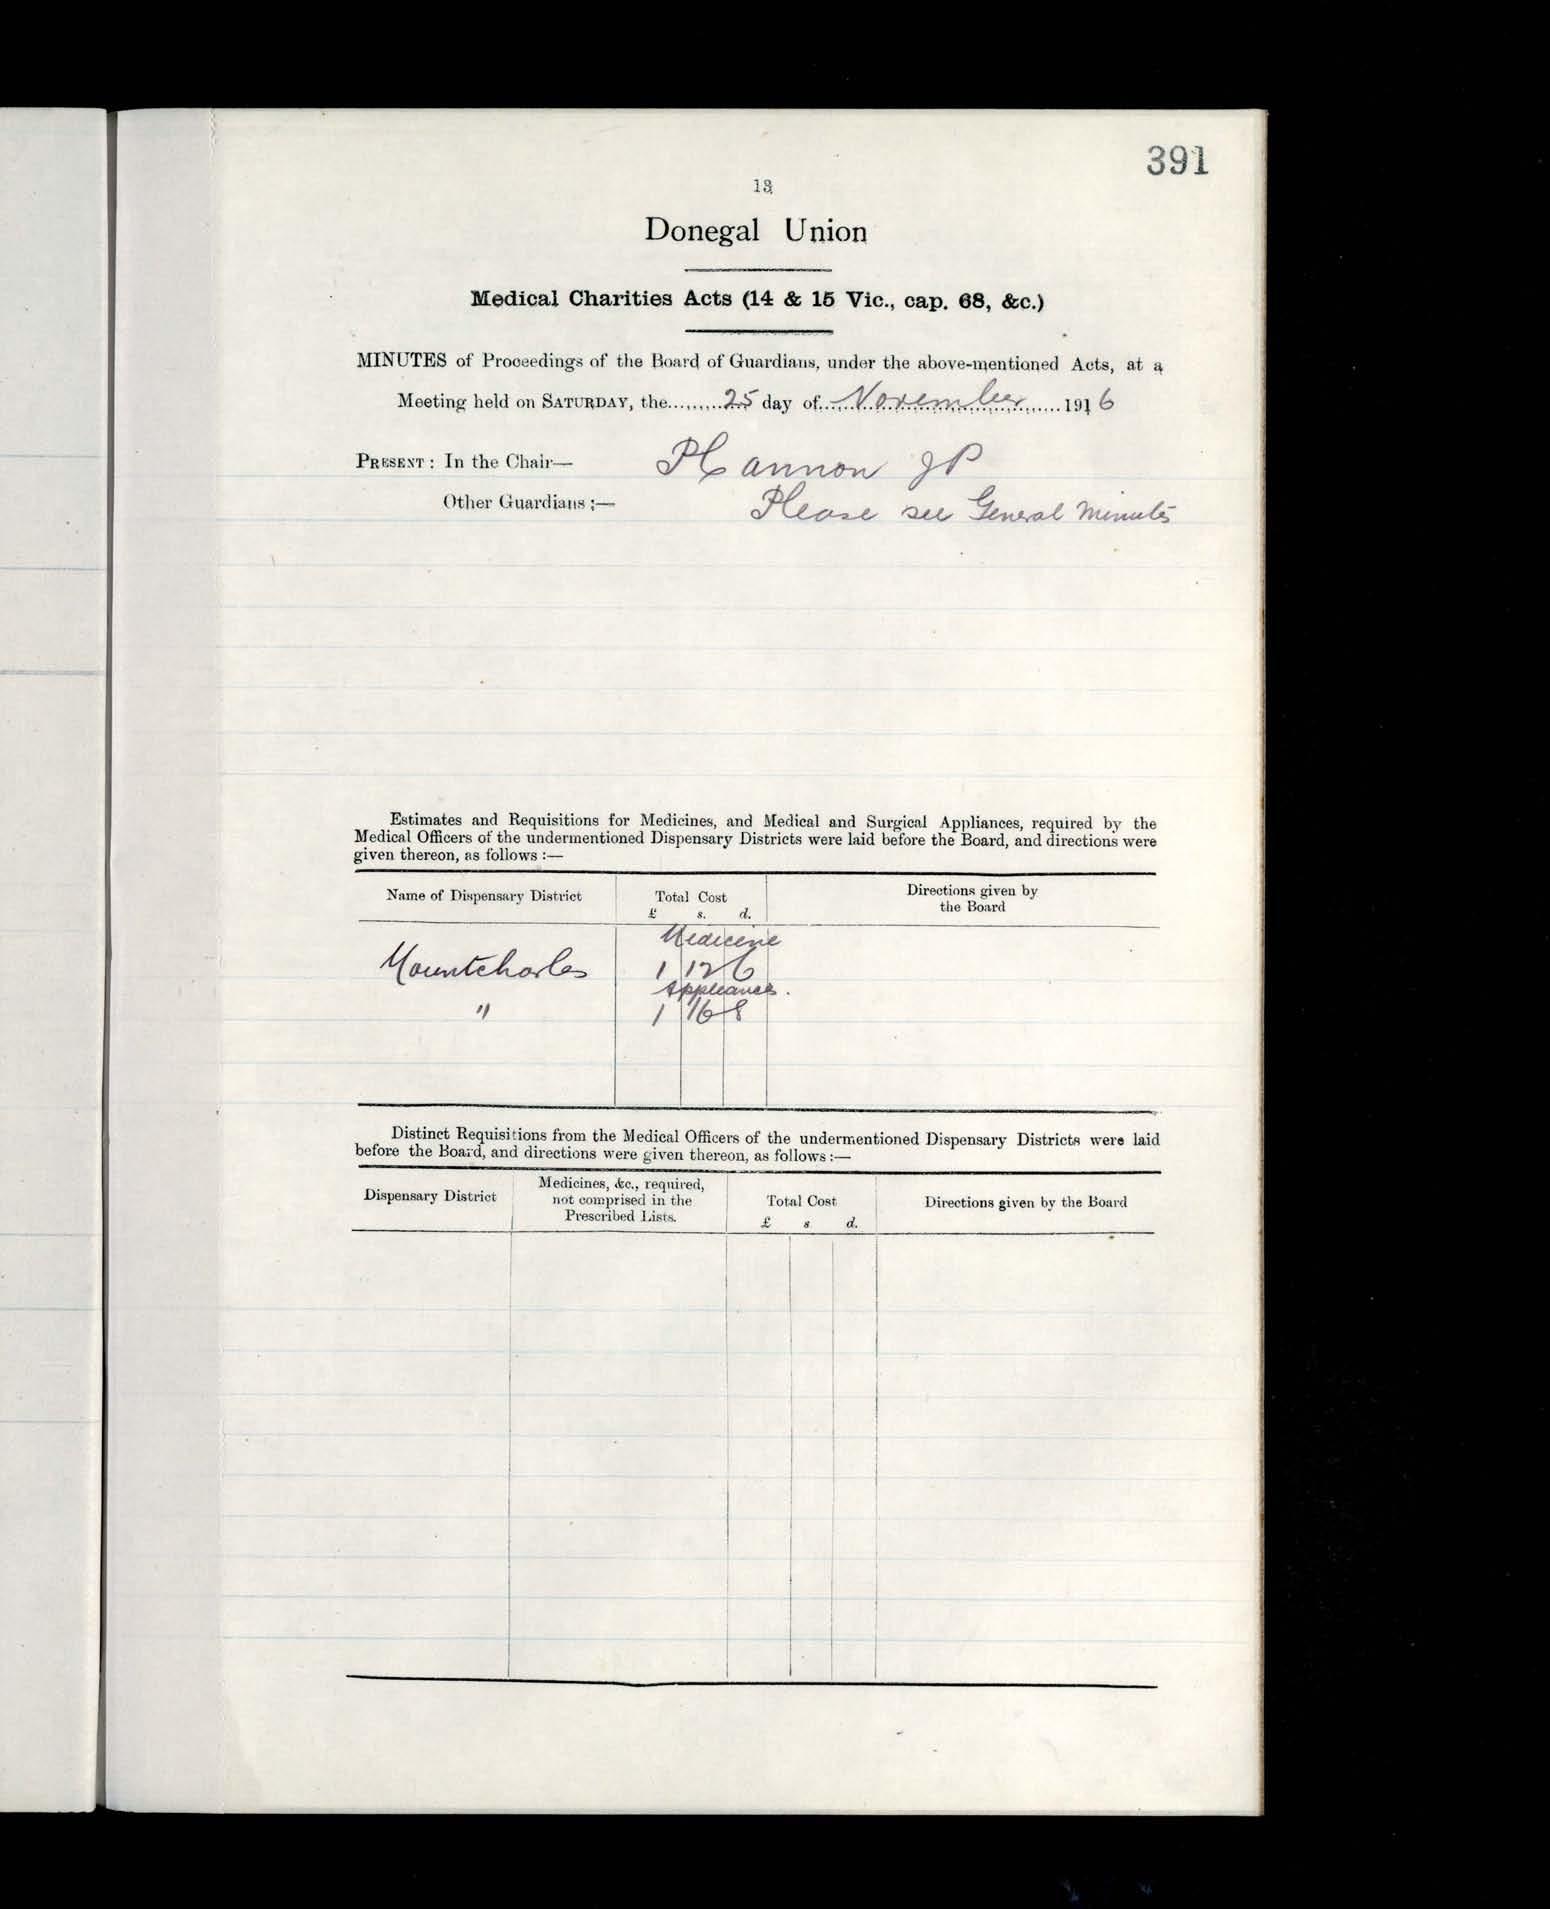 391
13
Donegal Union
Medical Charities Acts (14 & 15 Vic., cap. 68, &c.)
MINUTES of Proceedings of the Board of Guardians, under the above-mentioned Acts, at a
Meeting held on SATURDAY, the......... 25 day of November 1916
PRESENT : In the Chair— P Cannon JP
Other Guardians ;— Please see General Minutes
Estimates and Requisitions for Medicines, and Medical and Surgical Appliances, required by the
Medical Officers of the undermentioned Dispensary Districts were laid before the Board, and directions were
given thereon, as follows :—
Name of Dispensary District Total Cost Directions given by
the Board
£ s. d.
Medicine
Mountcharles 1 12 6
Appliances.
" 1 16 8
Distinct Requisitions from the Medical Officers of the undermentioned Dispensary Districts were laid
before the Board, and directions were given thereon, as follows :—
Dispensary District Medicines, &c., required,
not comprised in the
Prescribed Lists. Total Cost Directions given by the Board
£ s d.